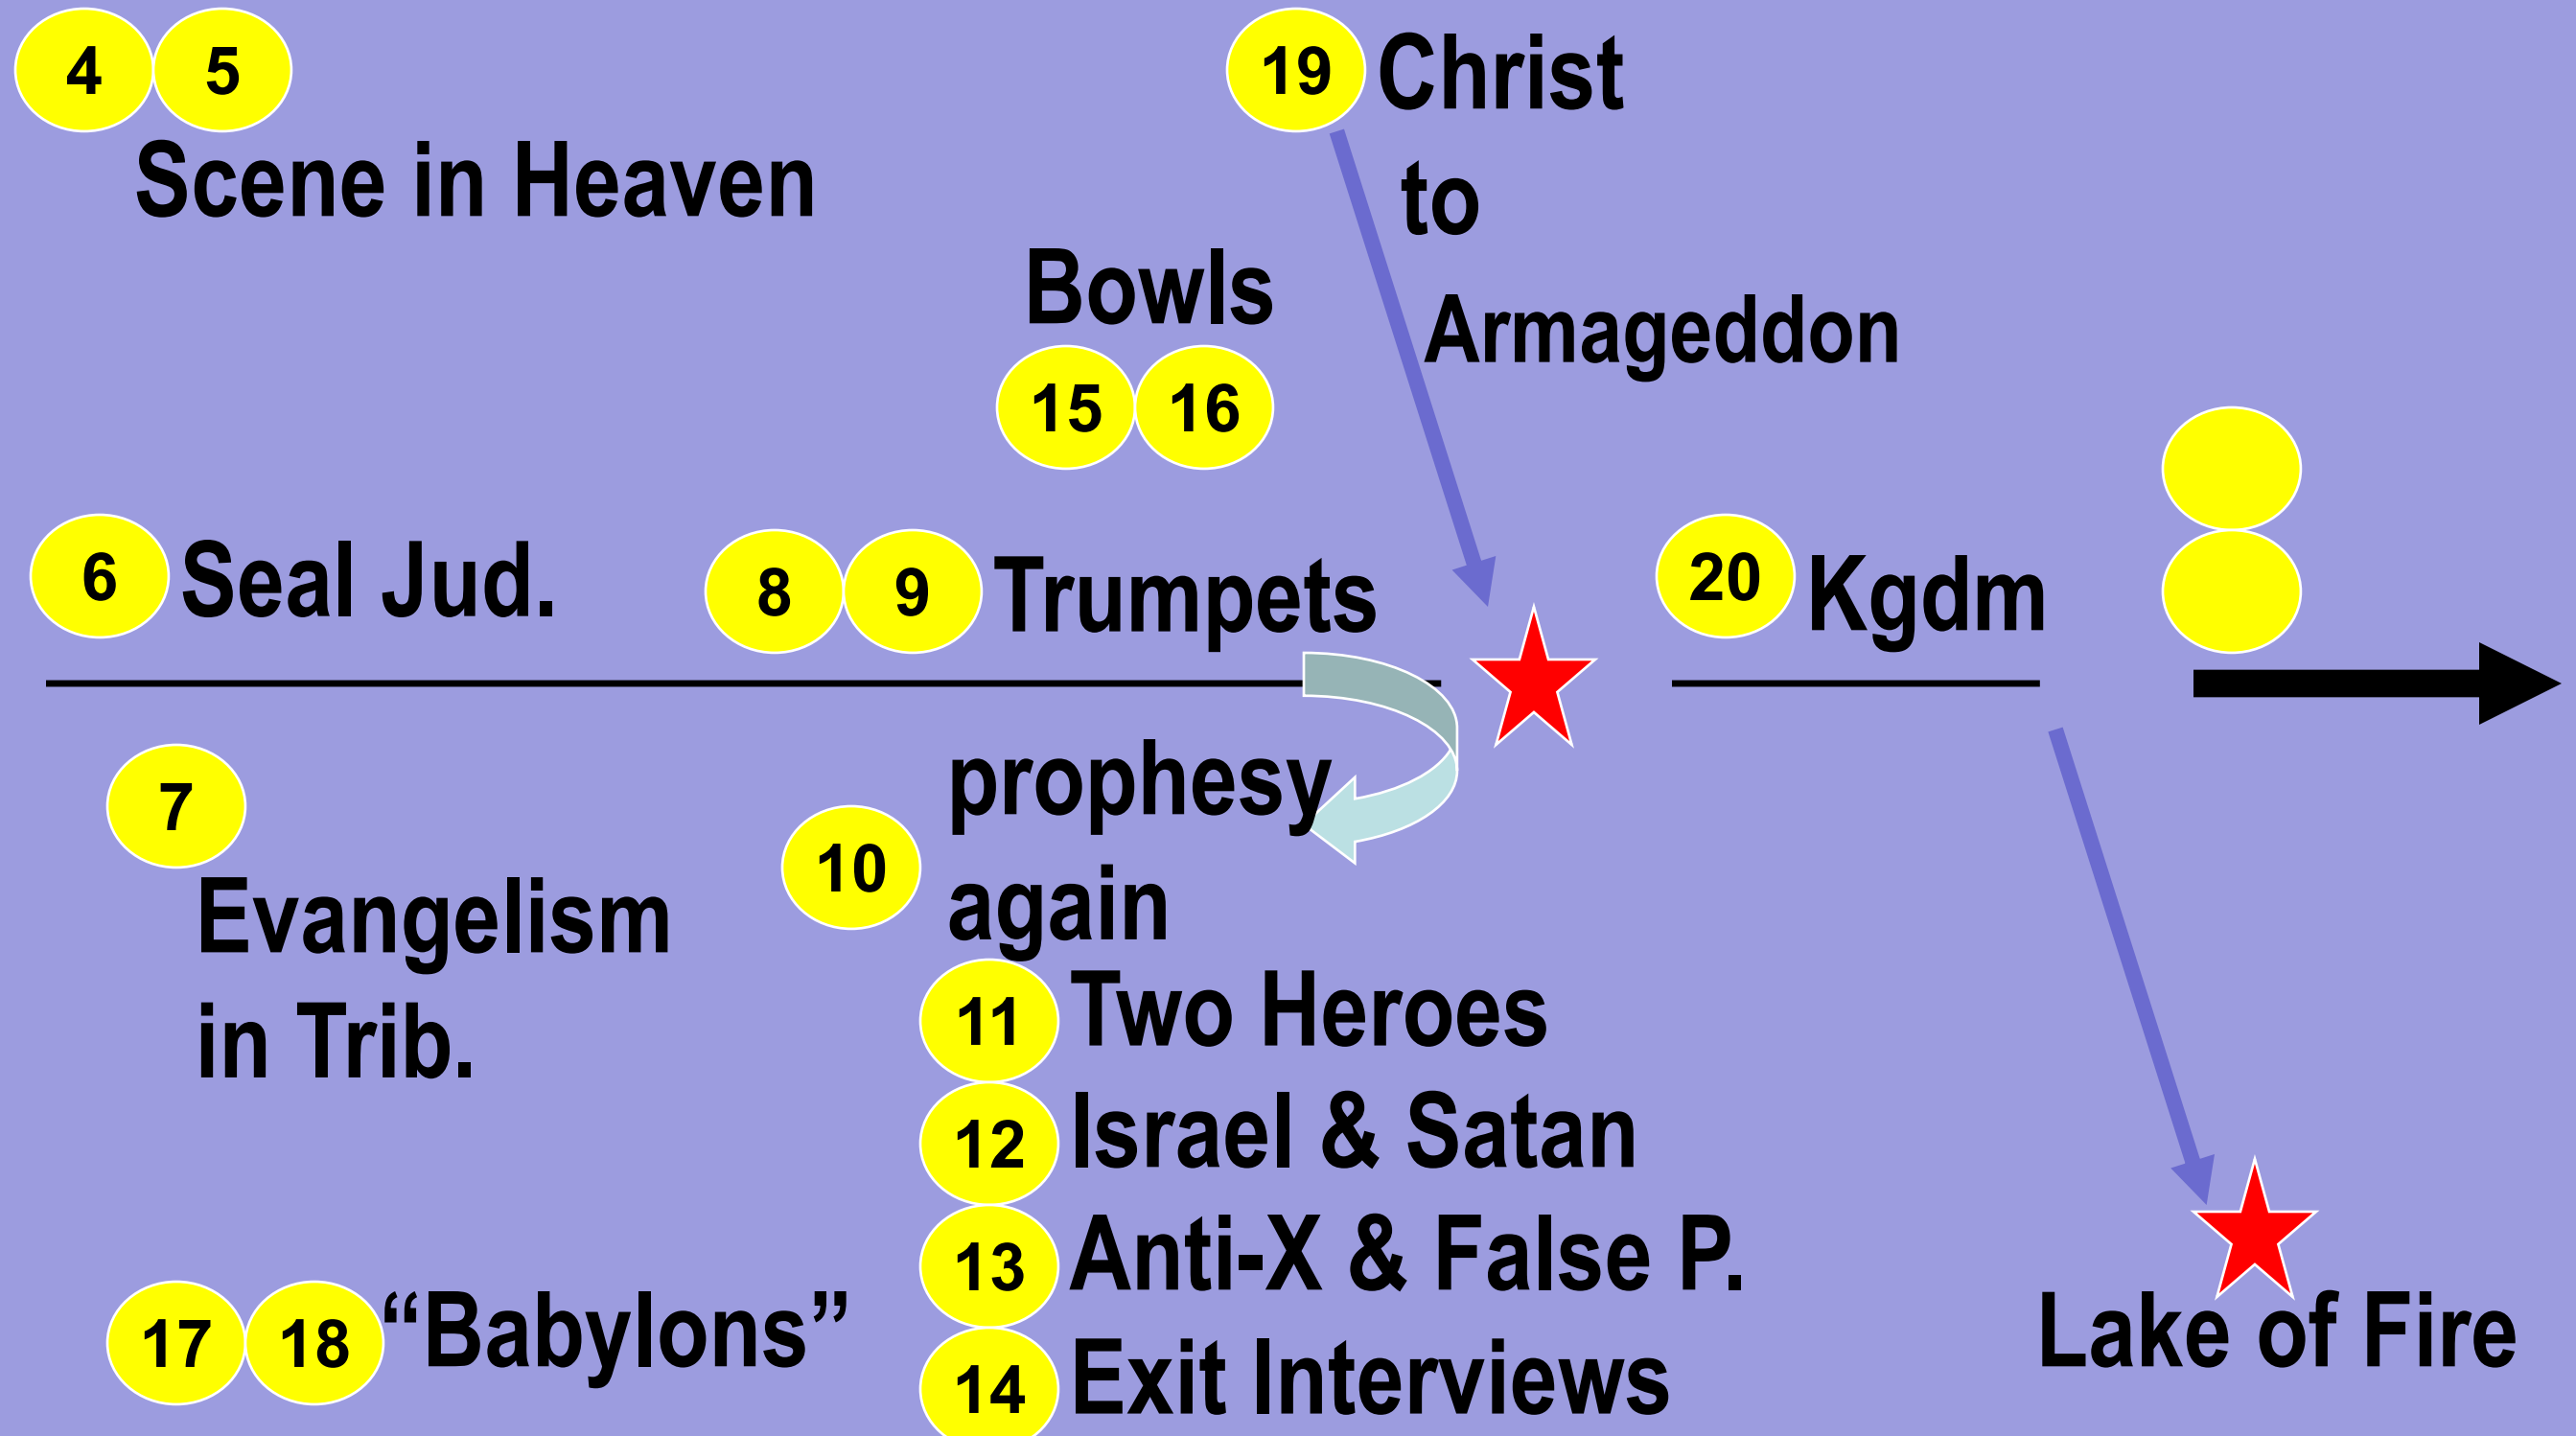 4 5
Scene in Heaven
19 Christ
to
Armageddon
Bowls
15 16
6 Seal Jud.
8 9 Trumpets
20 Kgdm
7
Evangelism
in Trib.
10
prophesy
again
11 Two Heroes
12 Israel & Satan
13 Anti-X & False P.
14 Exit Interviews
17 18 “Babylons”
Lake of Fire